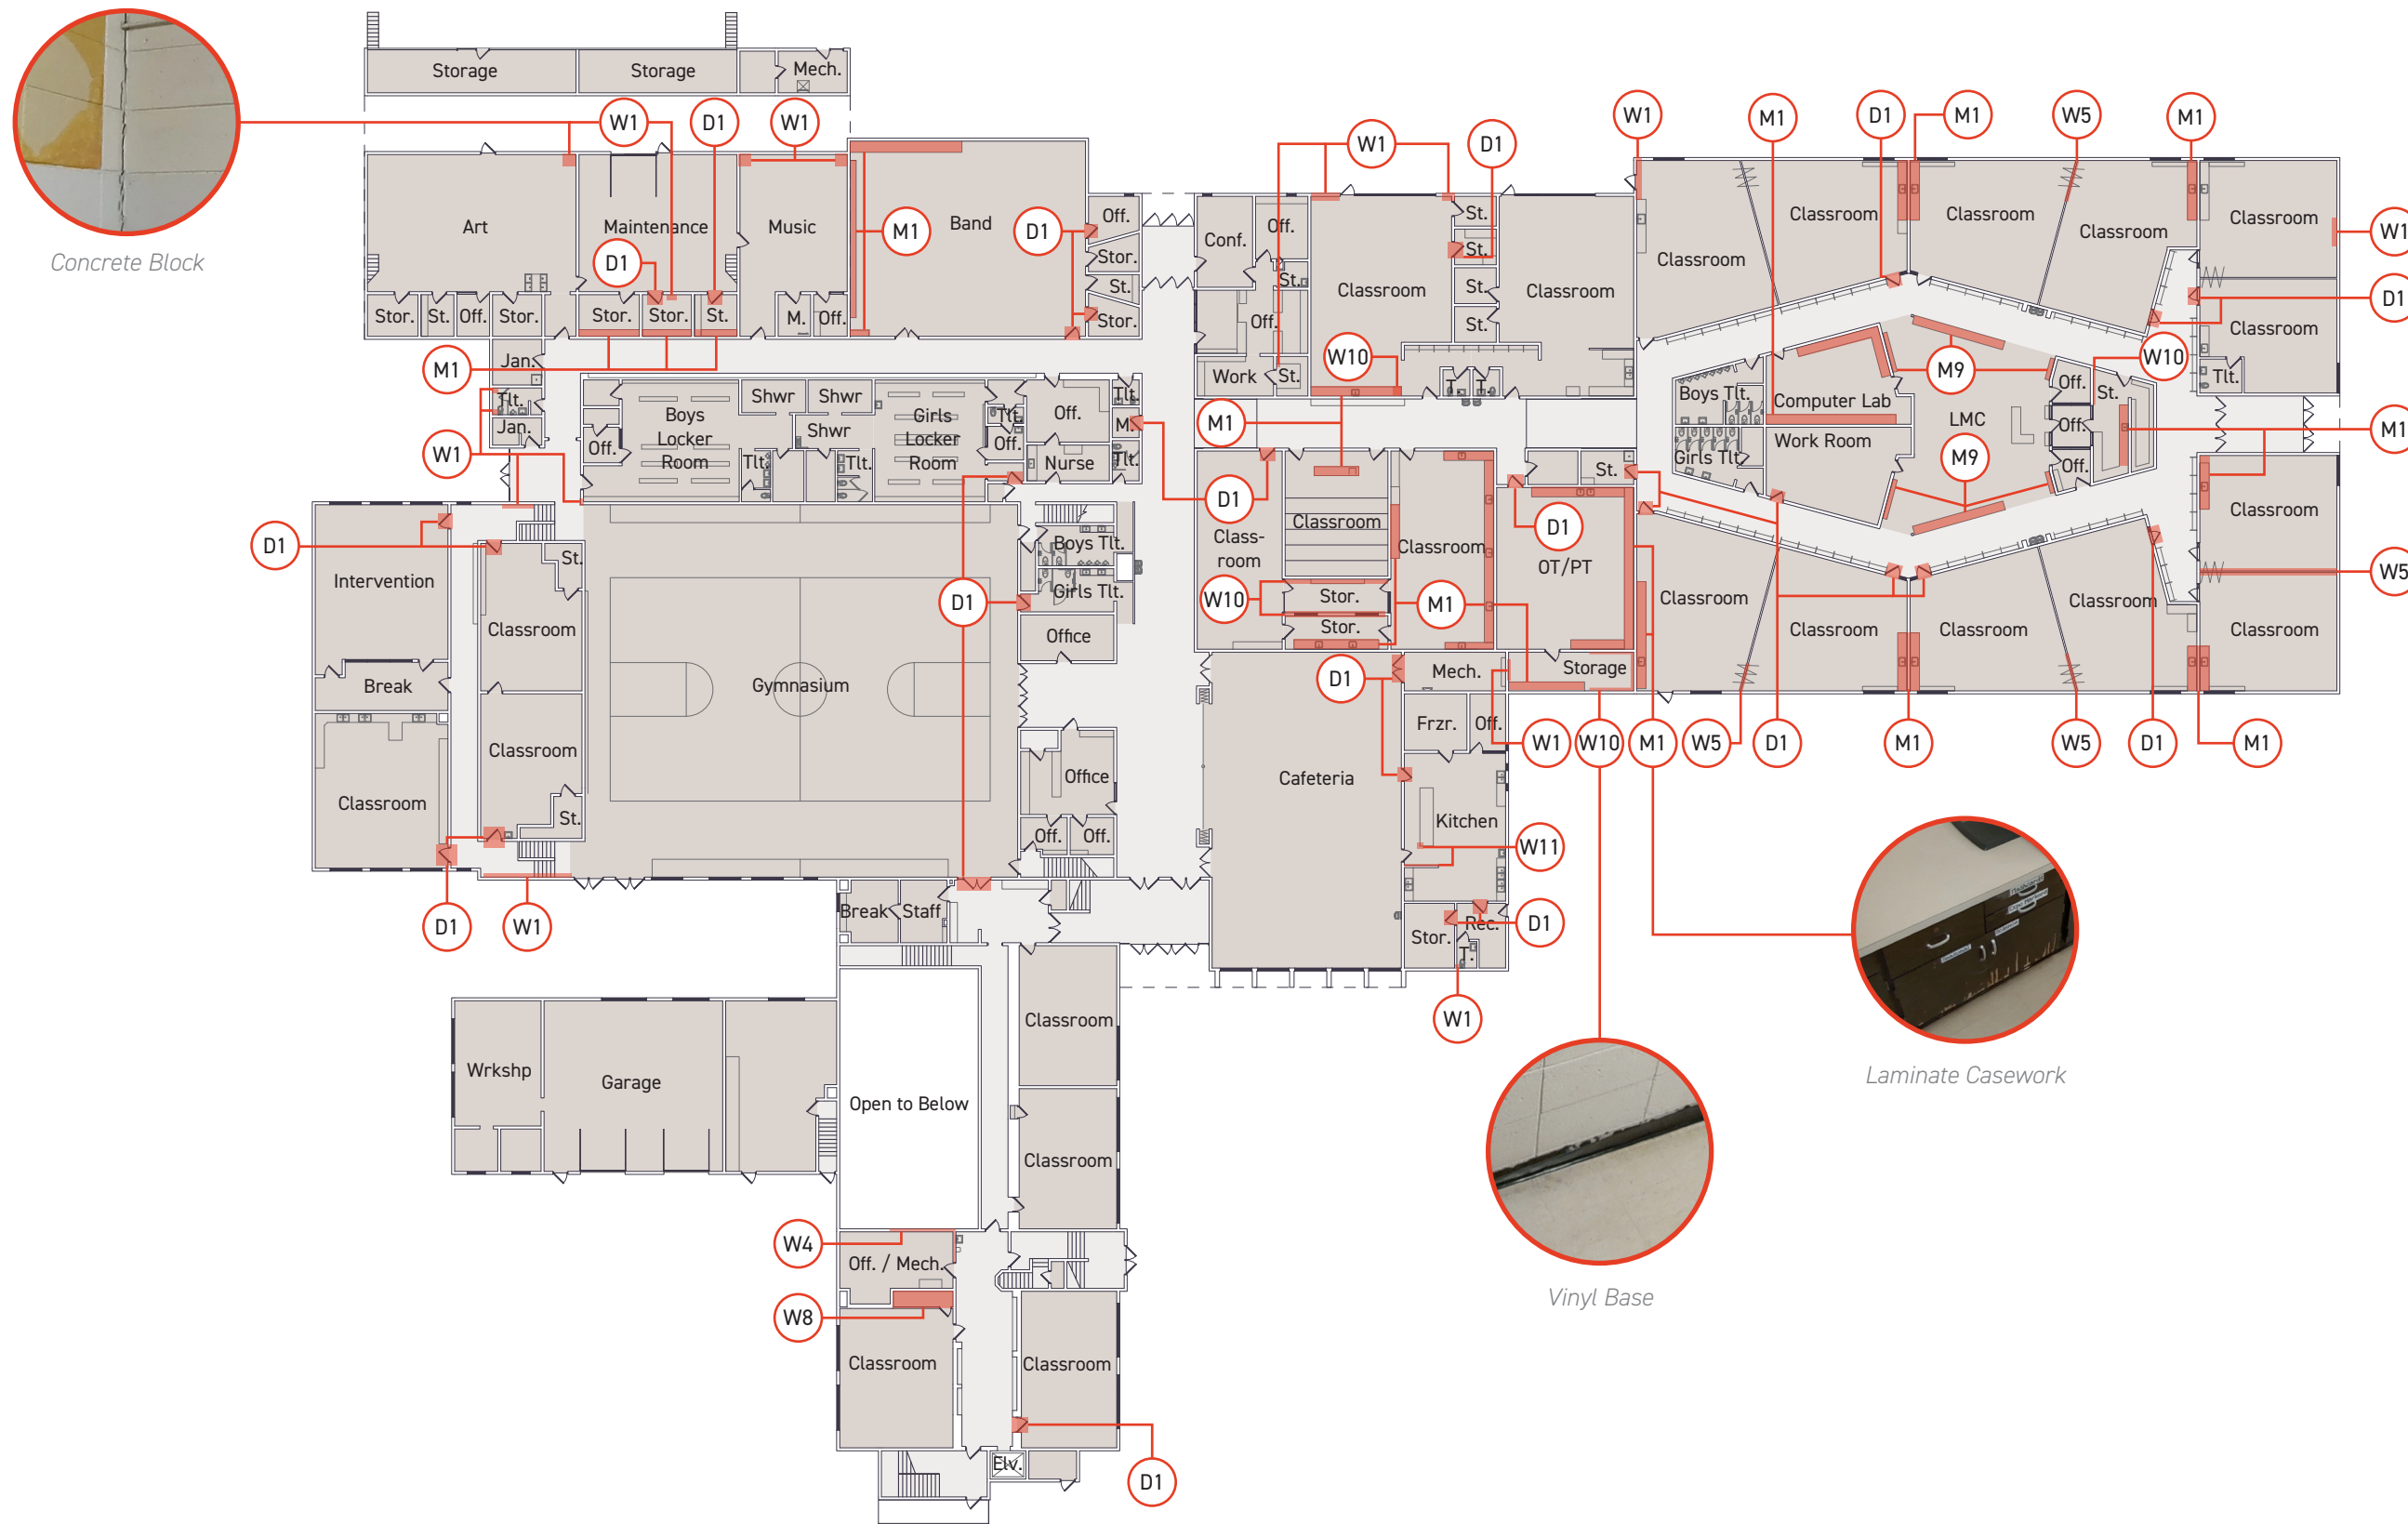 Storage
Storage
Mech.
Concrete Block
W1
D1
W1
Art
Maintenance
Music
Band
M1
D1
D1
Off.
Stor.
St.
Stor.
Stor.
St.
Off.
Stor.
Stor.
Stor.
St.
M.
Off.
M1
Jan.
Tlt.
Jan.
W1
Off.
Boys
Locker
Room
Shwr
Shwr
Shwr
Girls
Locker
Room
Tlt.
Tlt.
Tlt.
Off.
Off.
Nurse
Tlt.
M.
Tlt.
W1
D1
Conf.
Off.
St.
Off.
Work
St.
Classroom
St.
St.
St.
St.
Classroom
W10
T.
T.
M1
D1
W1
M1
D1
M1
W5
M1
Classroom
Classroom
Classroom
Classroom
Classroom
W1
D1
Classroom
Tlt.
W10
M9
Boys Tlt.
Computer Lab
Girls Tlt.
Work Room
LMC
M9
Off.
St.
Off.
Off.
M1
Classroom
W5
Classroom
Classroom
Classroom
Classroom
Classroom
D1
Intervention
Break
Classroom
St.
Classroom
Classroom
St.
Gymnasium
D1
Boys Tlt.
Girls Tlt.
Office
Office
Off.
Off.
Class-
room
Classroom
Classroom
W10
Stor.
Stor.
M1
D1
St.
OT/PT
Storage
D1
Mech.
Frzr.
Off.
Cafeteria
Kitchen
W1
W10
M1
W5
D1
M1
W5
D1
M1
W11
D1
Stor.
Rec.
T.
W1
D1
W1
Break
Staff
Wrkshp
Garage
Open to Below
Classroom
Classroom
Laminate Casework
Vinyl Base
W4
Off. / Mech.
W8
Classroom
Classroom
Elv.
D1